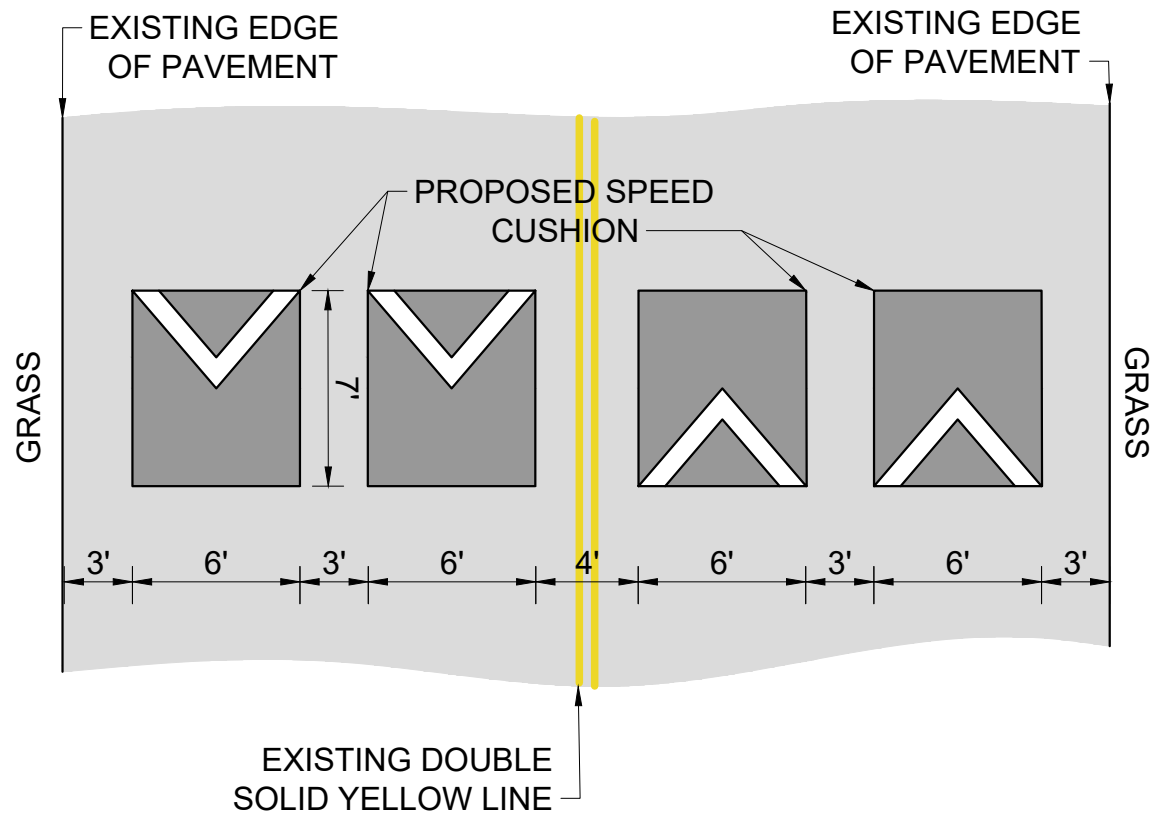 EXISTING EDGE
OF PAVEMENT
EXISTING EDGE
OF PAVEMENT
PROPOSED SPEED
CUSHION
GRASS
7'
GRASS
3' 6' 3' 6' 4' 6' 3' 6' 3'
EXISTING DOUBLE
SOLID YELLOW LINE